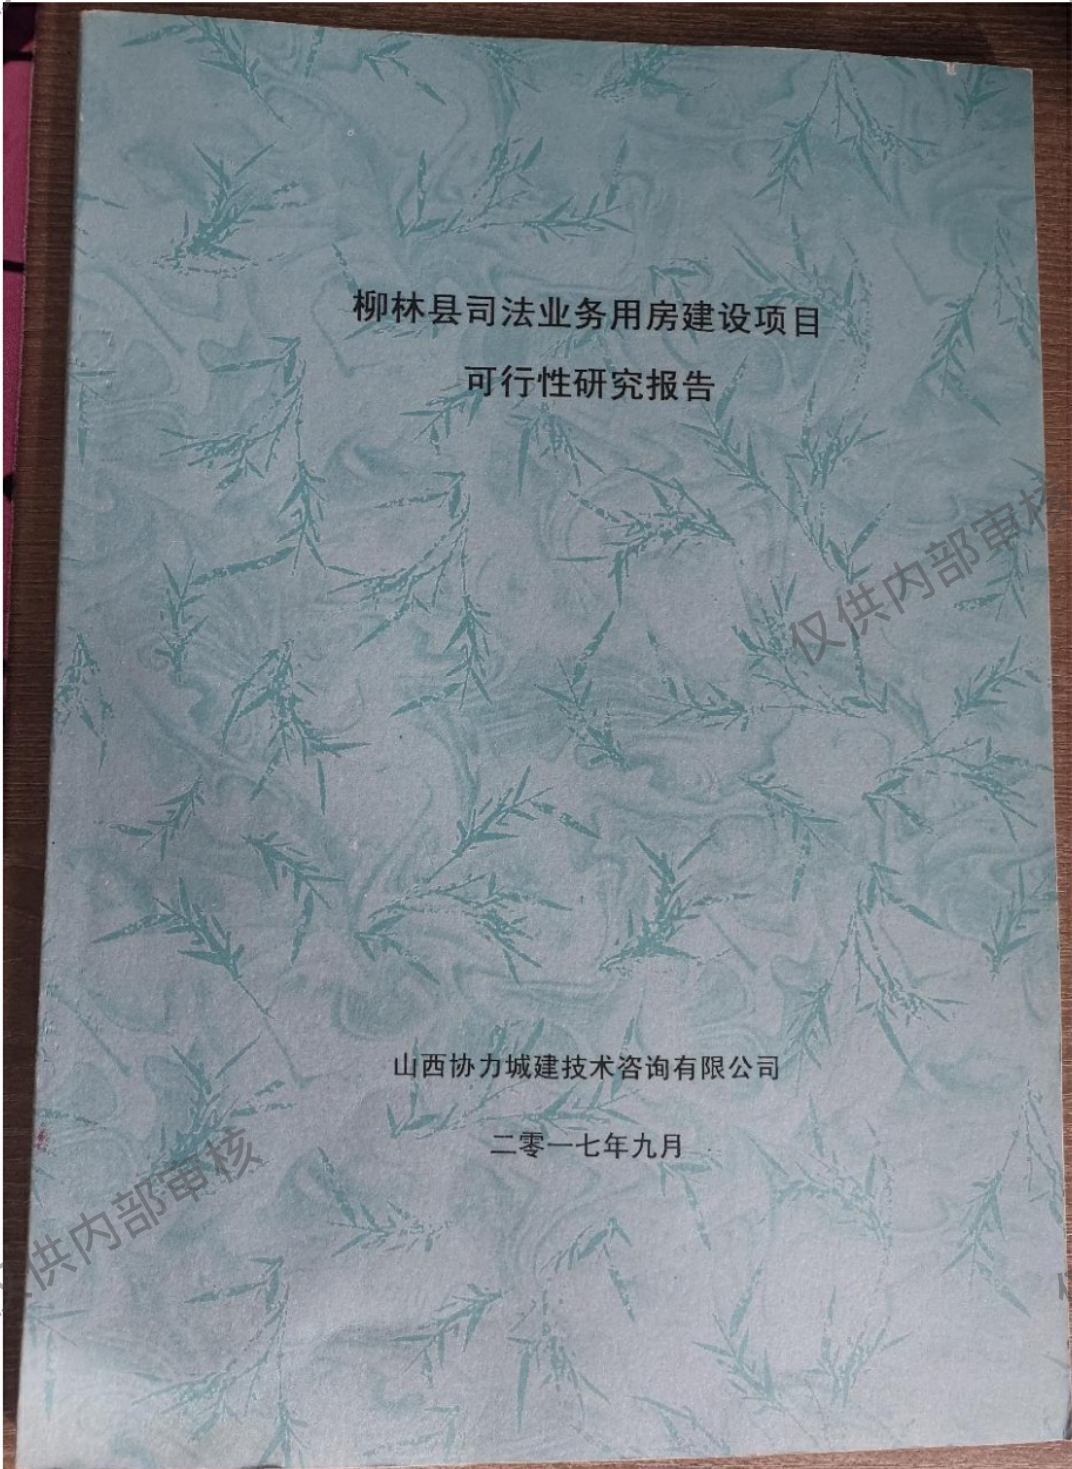 柳林县司法业务用房建设项目
可行性研究报告
仅供内部审核
山西协力城建技术咨询有限公司
二零一七年九月
供内部审核